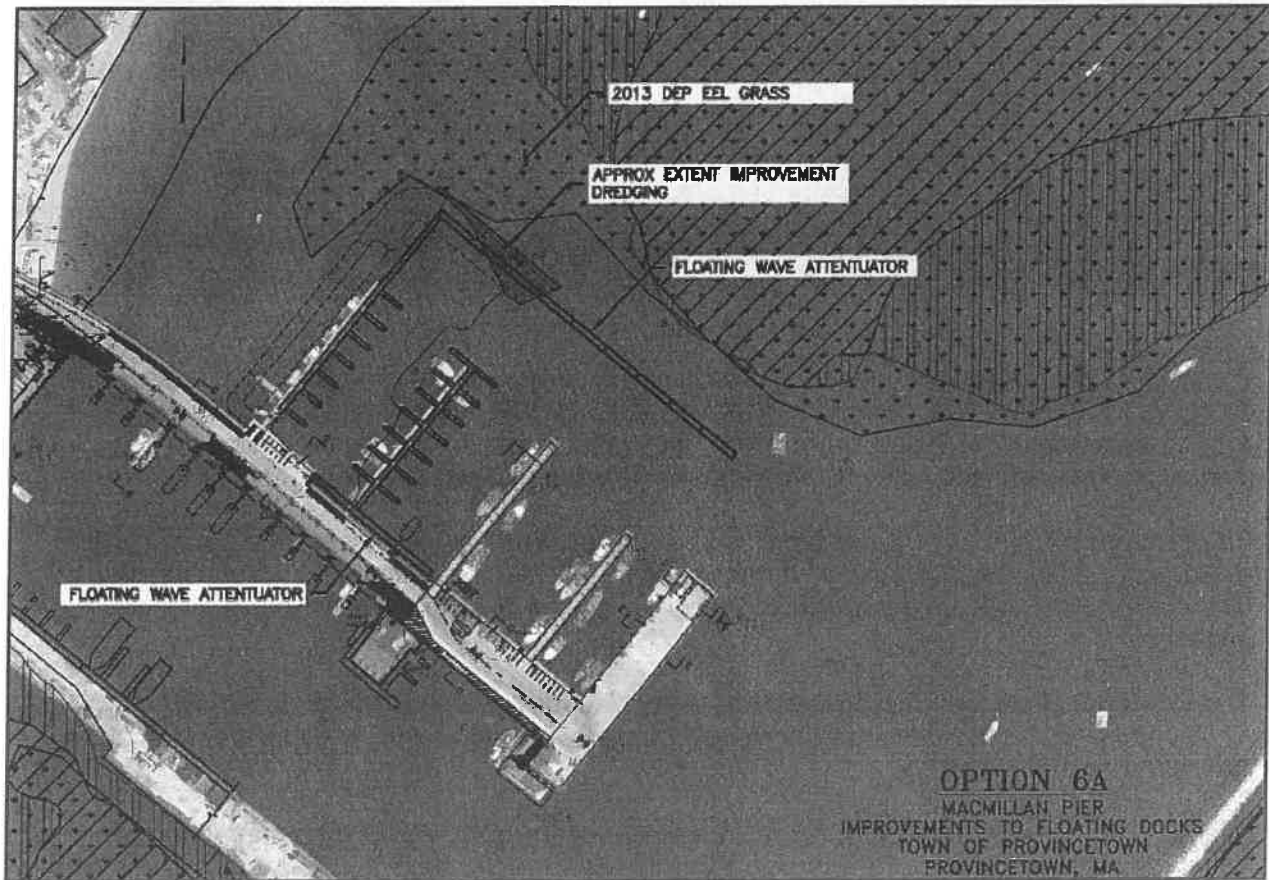 2013 DEP EEL GRASS
APPROX EXTENT IMPROVEMENT
DREDGING
FLOATING WAVE ATTENTUATOR
FLOATING WAVE ATTENTUATOR
OPTION 6A
MACMILLAN PIER
IMPROVEMENTS TO FLOATING DOCKS
TOWN OF PROVINCETOWN
PROVINCETOWN, MA